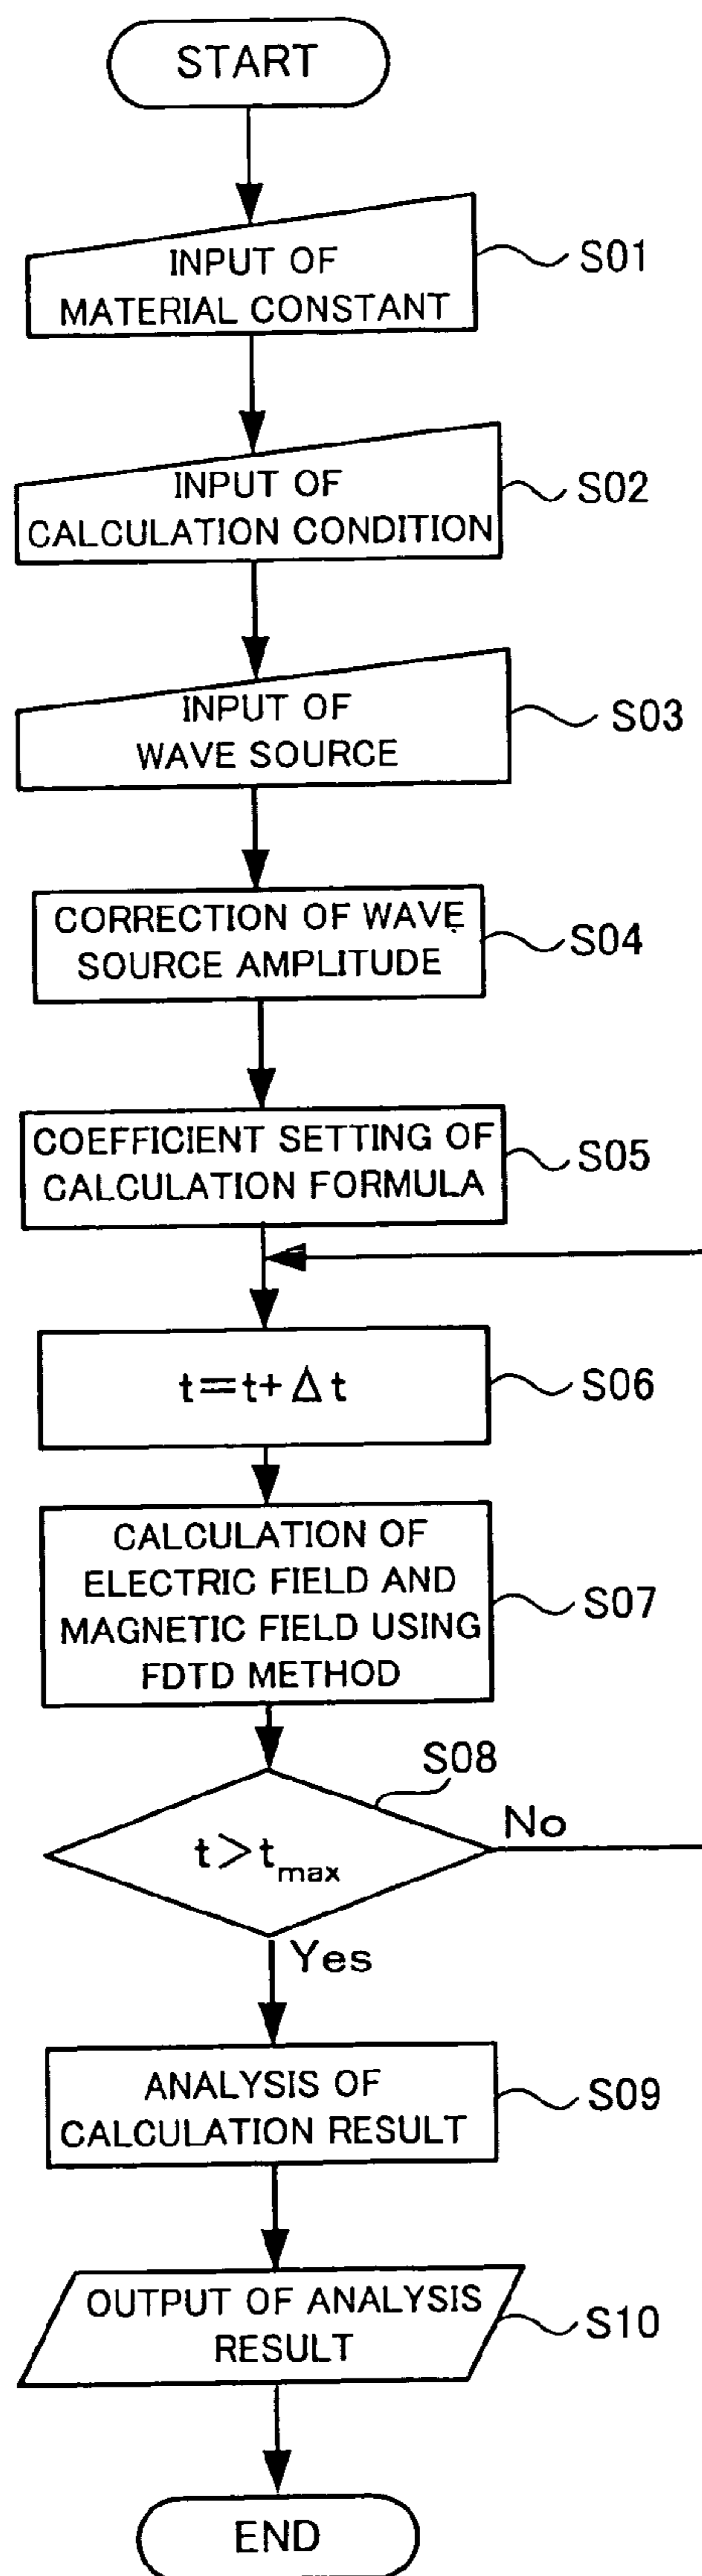 START
INPUT OF
MATERIAL CONSTANT
S01
INPUT OF
CALCULATION CONDITION
S02
INPUT OF
WAVE SOURCE
S03
CORRECTION OF WAVE
SOURCE AMPLITUDE
S04
COEFFICIENT SETTING OF
CALCULATION FORMULA
S05
t=t+Δt
S06
CALCULATION OF
ELECTRIC FIELD AND
MAGNETIC FIELD USING
FDTD METHOD
S07
S08
t>tmax
No
Yes
ANALYSIS OF
CALCULATION RESULT
S09
OUTPUT OF ANALYSIS
RESULT
S10
END